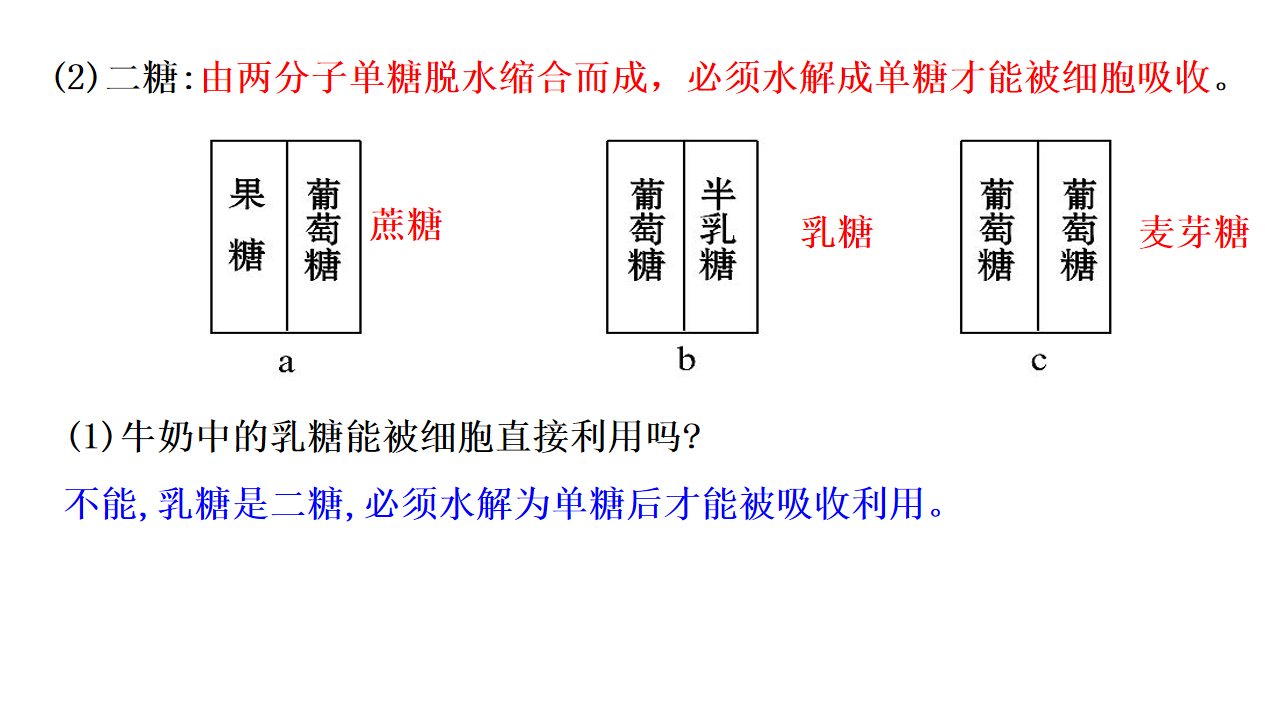 (2)二糖:由两分子单糖脱水缩合而成，必须水解成单糖才能被细胞吸收。
果糖 葡萄糖 蔗糖
葡萄糖 半乳糖 乳糖
葡萄糖 葡萄糖 麦芽糖
a b c
(1)牛奶中的乳糖能被细胞直接利用吗?
不能,乳糖是二糖,必须水解为单糖后才能被吸收利用。